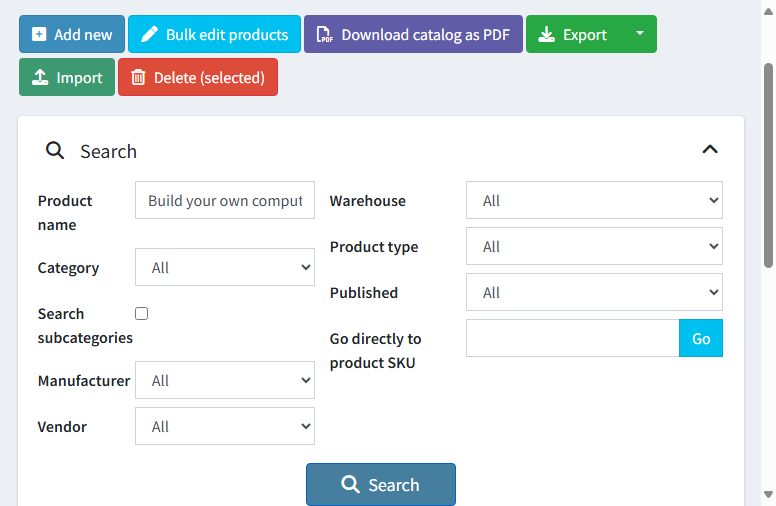 Add new
Bulk edit products
Download catalog as PDF
Export
Import
Delete (selected)
Search
Product name
Build your own comput
Category
All
Search subcategories
Manufacturer
All
Vendor
All
Warehouse
All
Product type
All
Published
All
Go directly to product SKU
Go
Search